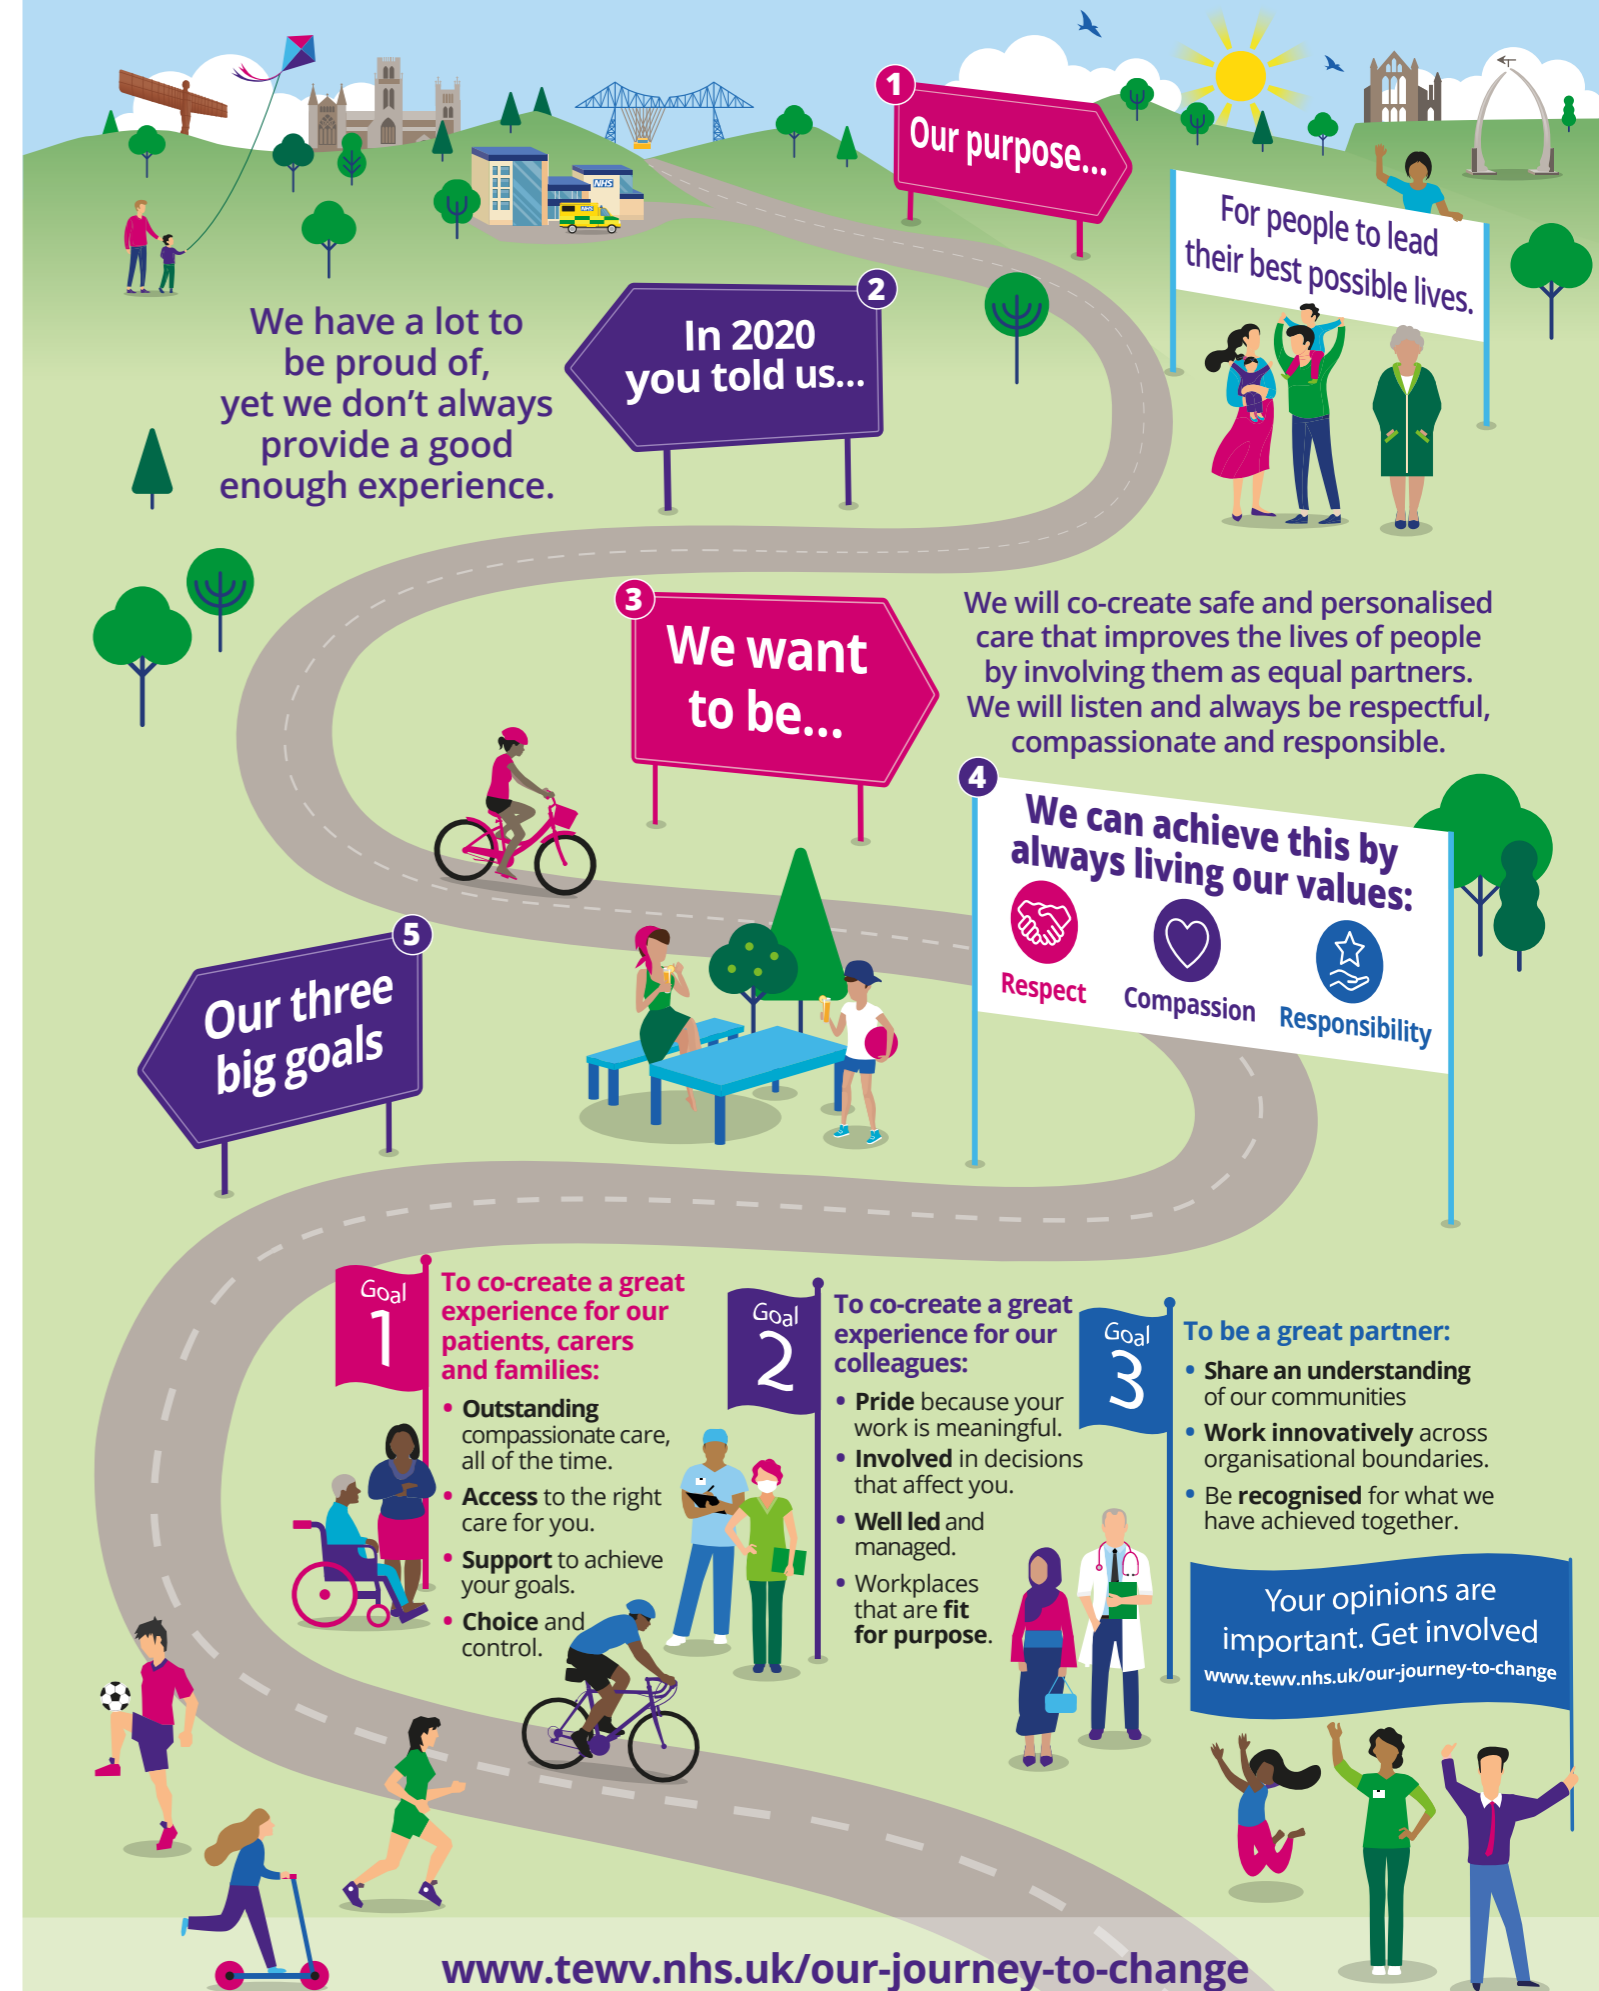 1
Our purpose...
For people to lead
their best possible lives.
NHS
NHS
2
In 2020
you told us...
We have a lot to
be proud of,
yet we don't always
provide a good
enough experience.
3
We want
to be...
We will co-create safe and personalised
care that improves the lives of people
by involving them as equal partners.
We will listen and always be respectful,
compassionate and responsible.
4
We can achieve this by
always living our values:
Respect
Compassion
Responsibility
5
Our three
big goals
Goal
1
To co-create a great
experience for our
patients, carers
and families:
• Outstanding
compassionate care,
all of the time.
• Access to the right
care for you.
• Support to achieve
your goals.
• Choice and
control.
Goal
2
To co-create a great
experience for our
colleagues:
• Pride because your
work is meaningful.
• Involved in decisions
that affect you.
• Well led and
managed.
• Workplaces
that are fit
for purpose.
Goal
3
To be a great partner:
• Share an understanding
of our communities
• Work innovatively across
organisational boundaries.
• Be recognised for what we
have achieved together.
Your opinions are
important. Get involved
www.tewv.nhs.uk/our-journey-to-change
www.tewv.nhs.uk/our-journey-to-change